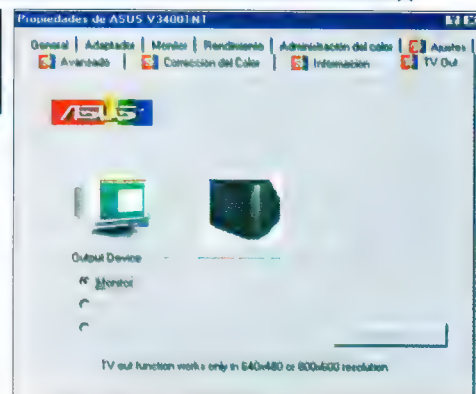 Propiedades de ASUS V3400TNT
General Adaptador Monitor Rendimiento Administración del color Ajustes
Avanzado Corrección del Color Información TV Out
ASUS
Output Device
Monitor
TV out function works only in 640x480 or 800x600 resolution